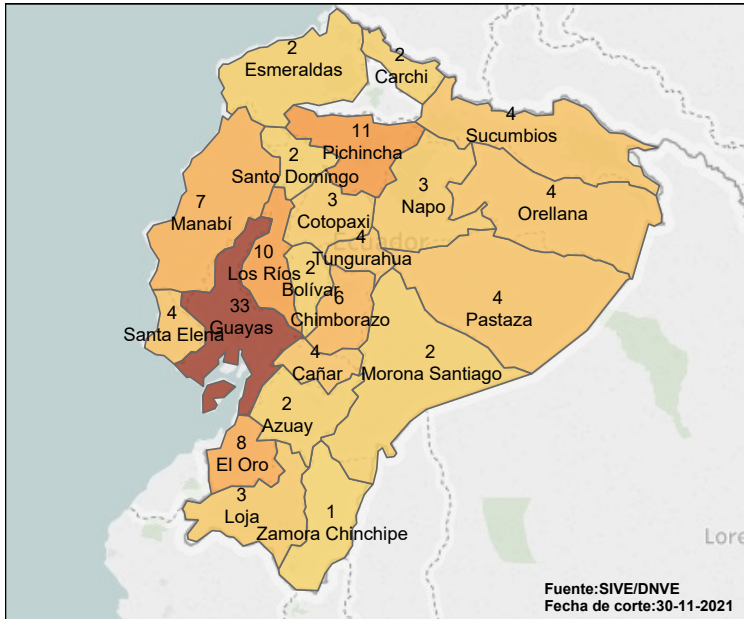 2
Esmeraldas
2
Carchi
4
Sucumbios
11
Pichincha
2
Santo Domingo
3
Napo
4
Orellana
7
Manabí
3
Cotopaxi
Ecuador
4
Tungurahua
10
Los Ríos
2
Bolívar
6
Chimborazo
4
Pastaza
4
Santa Elena
33
Guayas
4
Cañar
2
Morona Santiago
2
Azuay
8
El Oro
3
Loja
1
Zamora Chinchipe
Lore
Fuente:SIVE/DNVE
Fecha de corte:30-11-2021